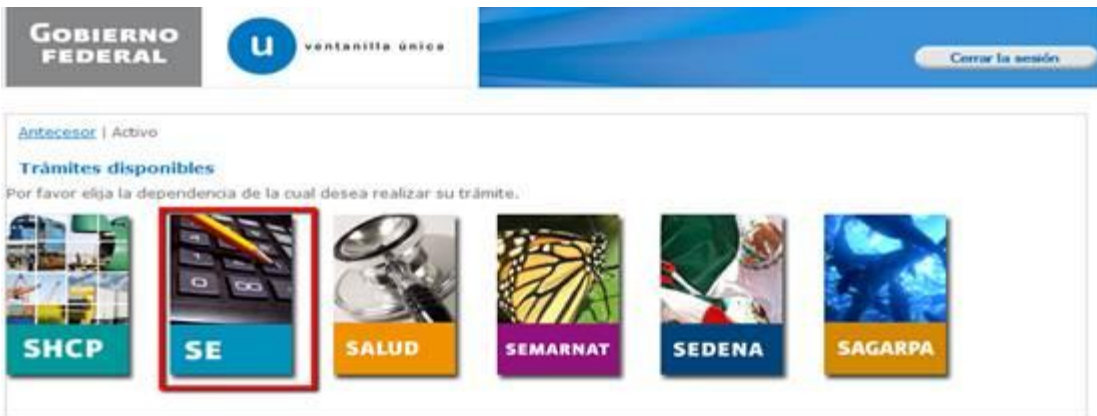 GOBIERNO
FEDERAL
u
ventanilla única
Cerrar la sesión
Antecesor | Activo
Trámites disponibles
Por favor elija la dependencia de la cual desea realizar su trámite.
SHCP
SE
SALUD
SEMARNAT
SEDENA
SAGARPA